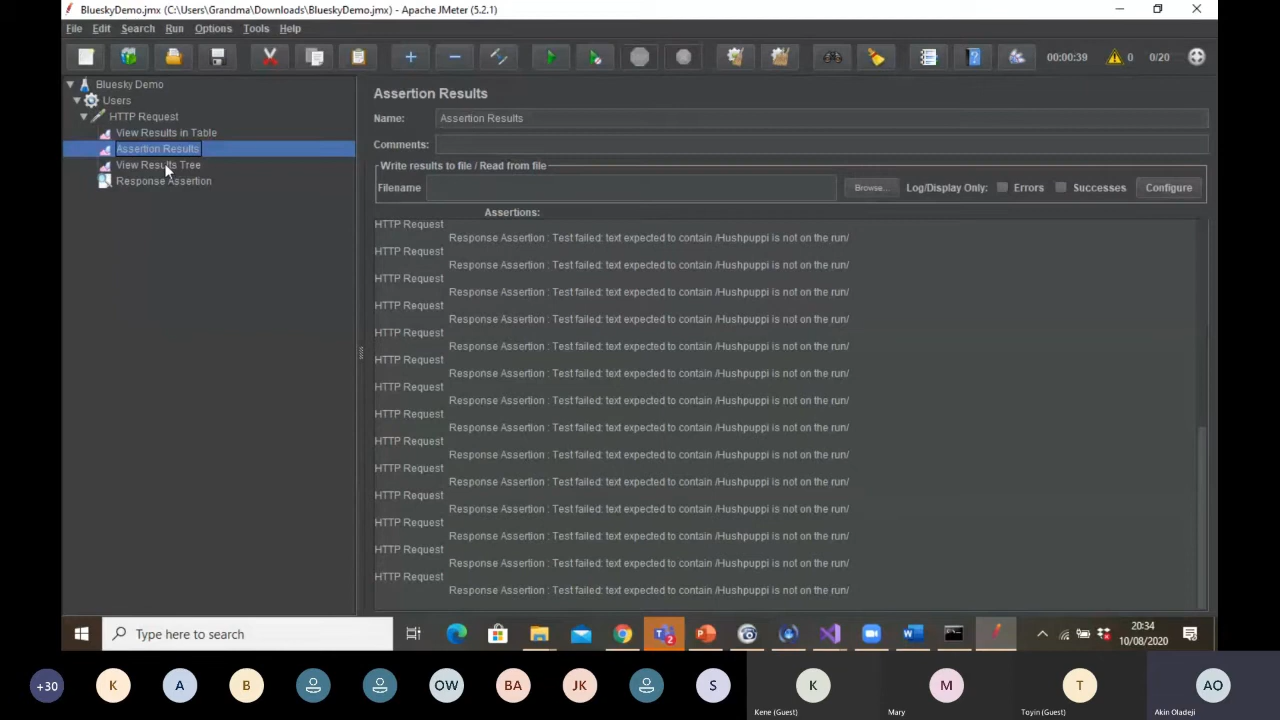 BlueskyDemo.jmx (C:\Users\Grandma\Downloads\BlueskyDemo.jmx) - Apache JMeter (5.2.1)
File Edit Search Run Options Tools Help
00:00:39 0 0/20
Bluesky Demo
Users
HTTP Request
View Results in Table
Assertion Results
View Results Tree
Response Assertion
Assertion Results
Name: Assertion Results
Comments:
Write results to file / Read from file
Filename Browse... Log/Display Only: Errors Successes Configure
Assertions:
HTTP Request
Response Assertion : Test failed: text expected to contain /Hushpuppi is not on the run/
HTTP Request
Response Assertion : Test failed: text expected to contain /Hushpuppi is not on the run/
HTTP Request
Response Assertion : Test failed: text expected to contain /Hushpuppi is not on the run/
HTTP Request
Response Assertion : Test failed: text expected to contain /Hushpuppi is not on the run/
HTTP Request
Response Assertion : Test failed: text expected to contain /Hushpuppi is not on the run/
HTTP Request
Response Assertion : Test failed: text expected to contain /Hushpuppi is not on the run/
HTTP Request
Response Assertion : Test failed: text expected to contain /Hushpuppi is not on the run/
HTTP Request
Response Assertion : Test failed: text expected to contain /Hushpuppi is not on the run/
HTTP Request
Response Assertion : Test failed: text expected to contain /Hushpuppi is not on the run/
HTTP Request
Response Assertion : Test failed: text expected to contain /Hushpuppi is not on the run/
HTTP Request
Response Assertion : Test failed: text expected to contain /Hushpuppi is not on the run/
HTTP Request
Response Assertion : Test failed: text expected to contain /Hushpuppi is not on the run/
HTTP Request
Response Assertion : Test failed: text expected to contain /Hushpuppi is not on the run/
HTTP Request
Response Assertion : Test failed: text expected to contain /Hushpuppi is not on the run/
Type here to search
2
20:34
10/08/2020
+30 K A B OW BA JK S K M T AO
Kene (Guest) Mary Toyin (Guest) Akin Oladeji